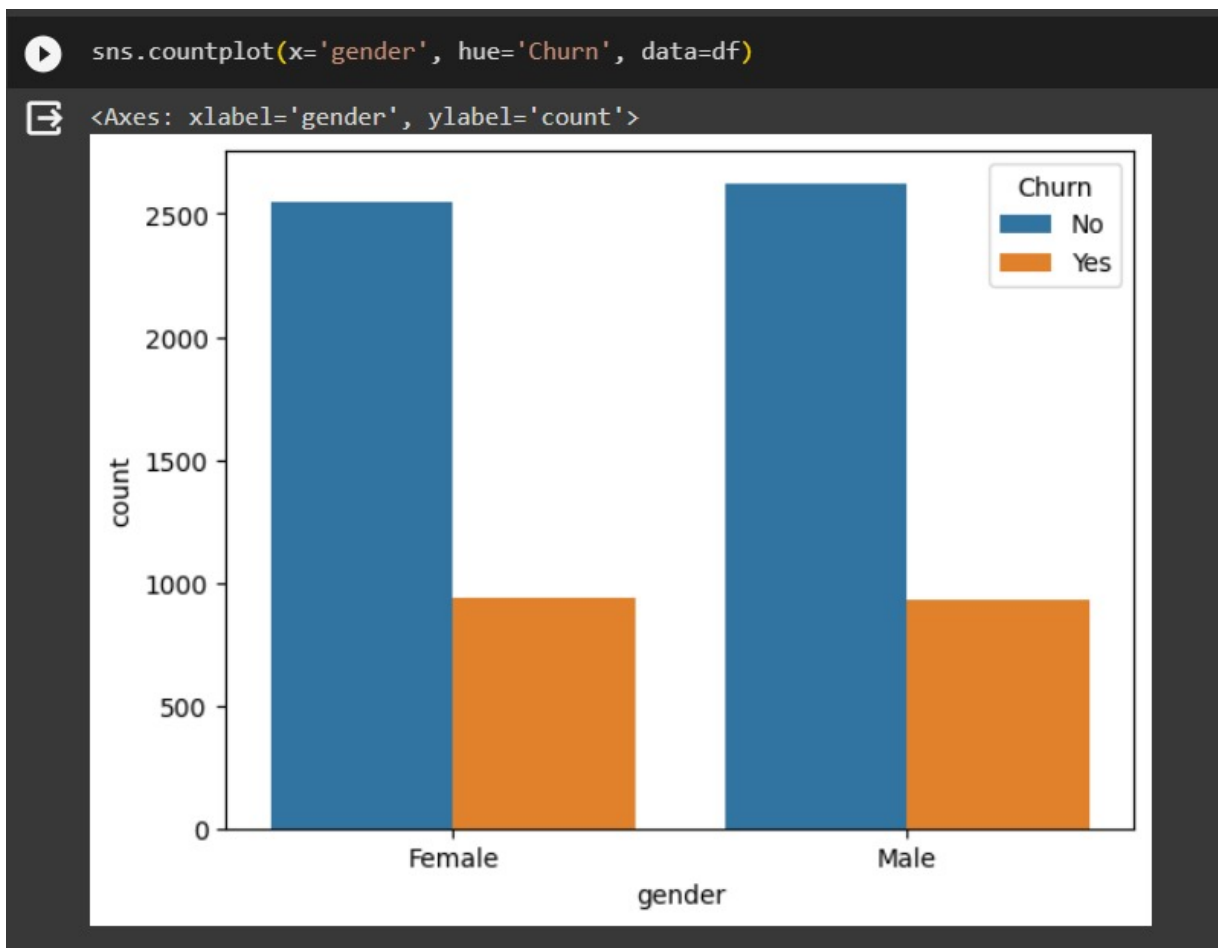 sns.countplot(x='gender', hue='Churn', data=df)
<Axes: xlabel='gender', ylabel='count'>
Churn
No
Yes
2500
2000
1500
1000
500
0
count
Female Male
gender